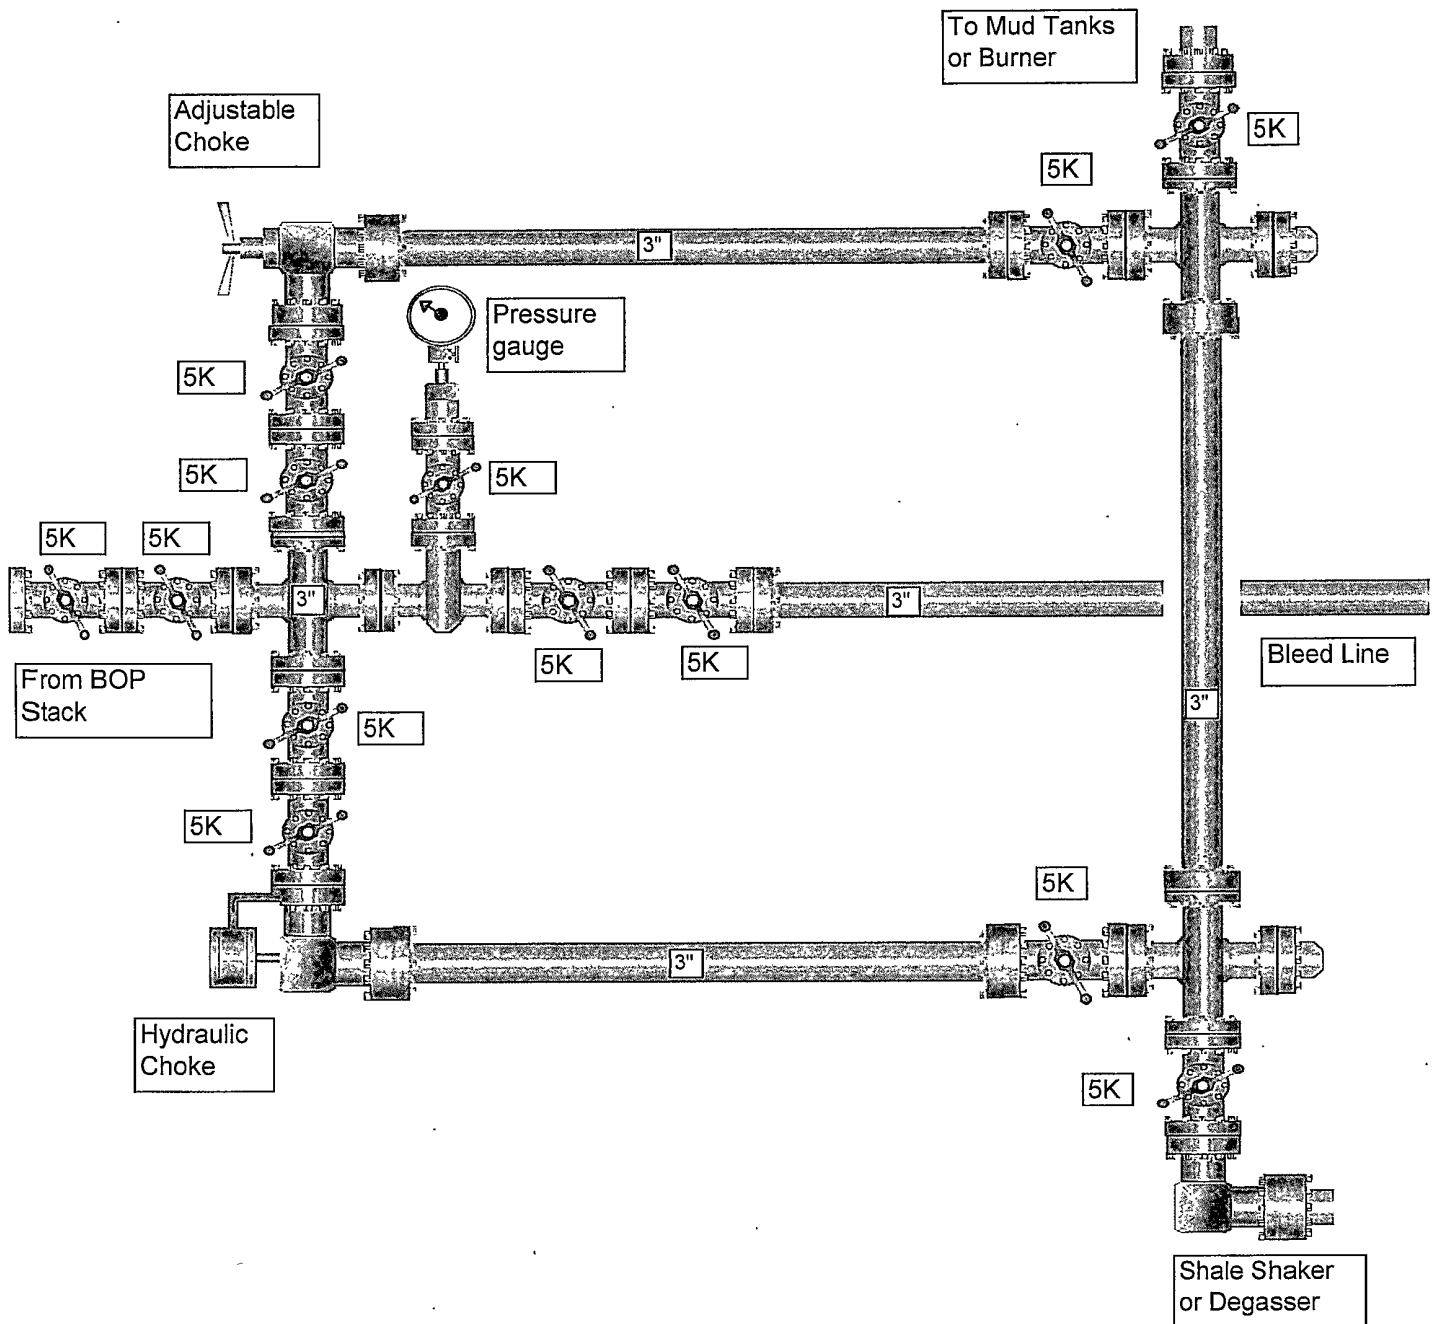 To Mud Tanks
or Burner
Adjustable
Choke
5K
5K
3"
Pressure
gauge
5K
5K
5K
5K
5K
3"
3"
5K
5K
From BOP
Stack
Bleed Line
3"
5K
5K
5K
3"
Hydraulic
Choke
5K
Shale Shaker
or Degasser